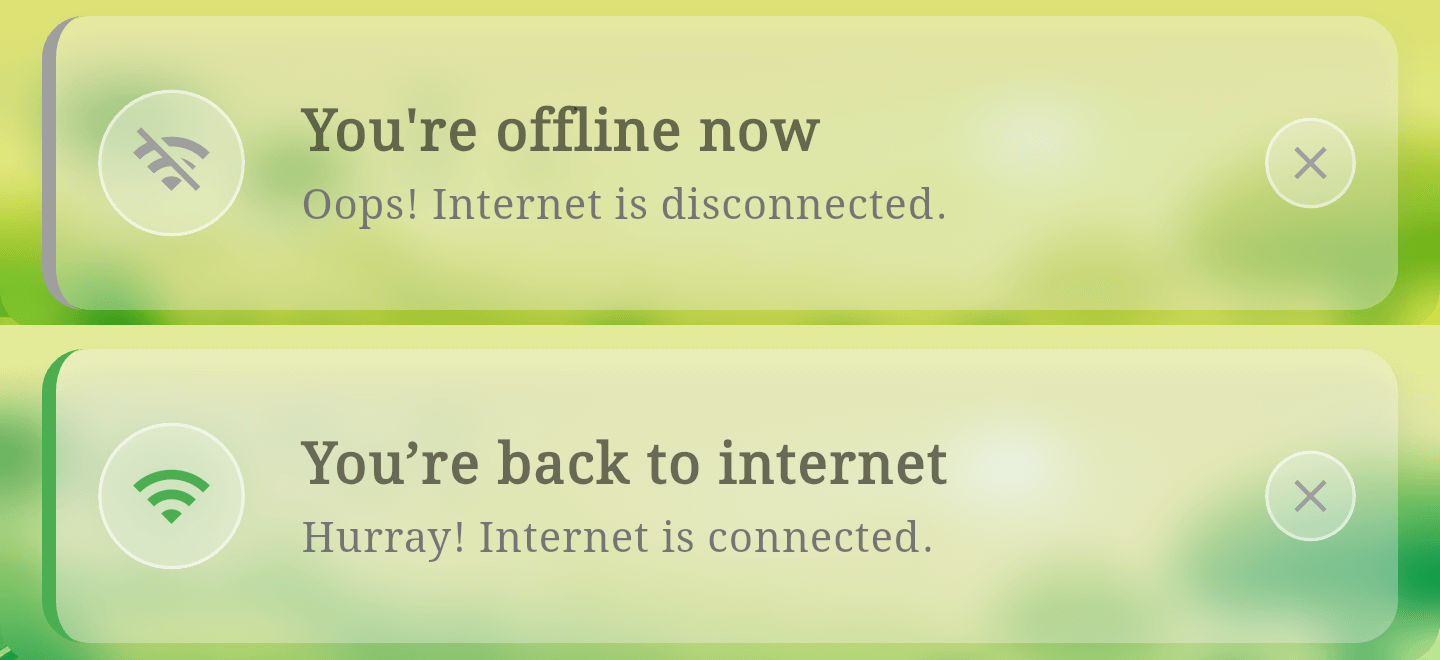 You're offline now
Oops! Internet is disconnected.
You’re back to internet
Hurray! Internet is connected.